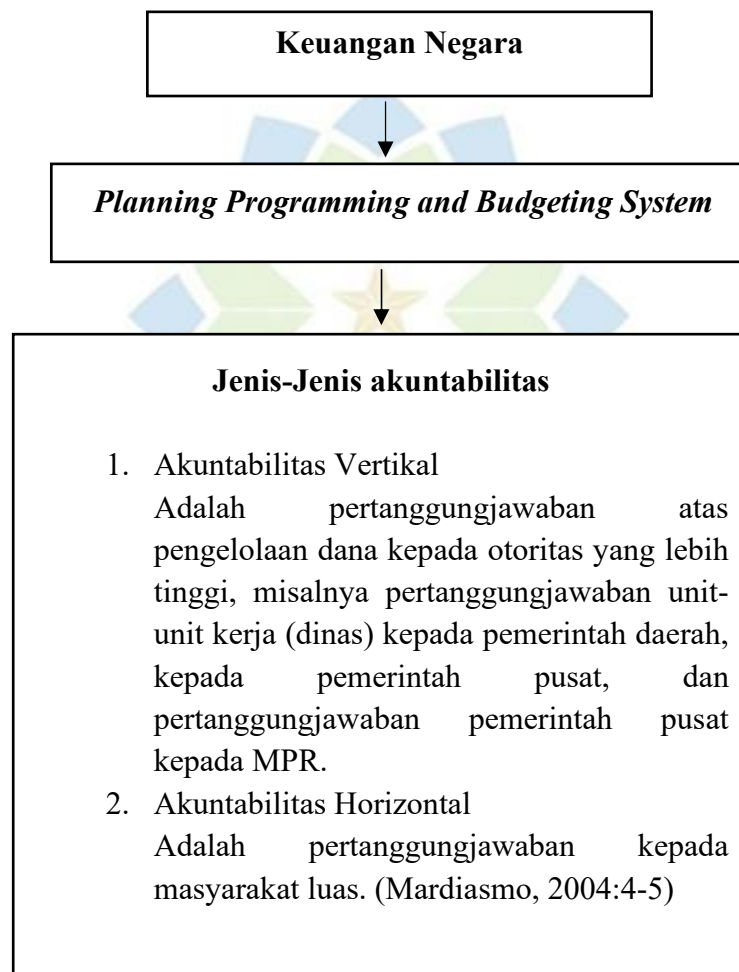 Keuangan Negara
Planning Programming and Budgeting System
Jenis-Jenis akuntabilitas
1. Akuntabilitas Vertikal
Adalah pertanggungjawaban atas
pengelolaan dana kepada otoritas yang lebih
tinggi, misalnya pertanggungjawaban unit-
unit kerja (dinas) kepada pemerintah daerah,
kepada pemerintah pusat, dan
pertanggungjawaban pemerintah pusat
kepada MPR.
2. Akuntabilitas Horizontal
Adalah pertanggungjawaban kepada
masyarakat luas. (Mardiasmo, 2004:4-5)